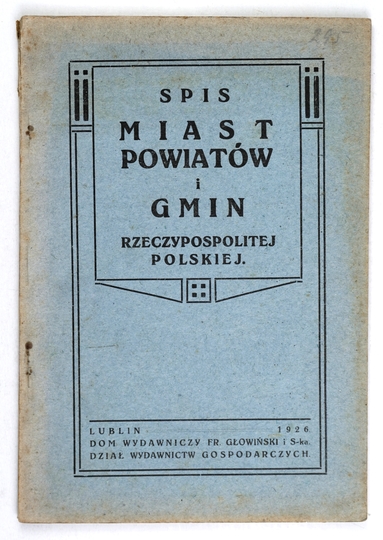 SPIS
MIAST
POWIATÓW
i
GMIN
RZECZYPOSPOLITEJ
POLSKIEJ.
LUBLIN 1926
DOM WYDAWNICZY FR. GŁOWIŃSKI i S-ka.
DZIAŁ WYDAWNICTW GOSPODARCZYCH.